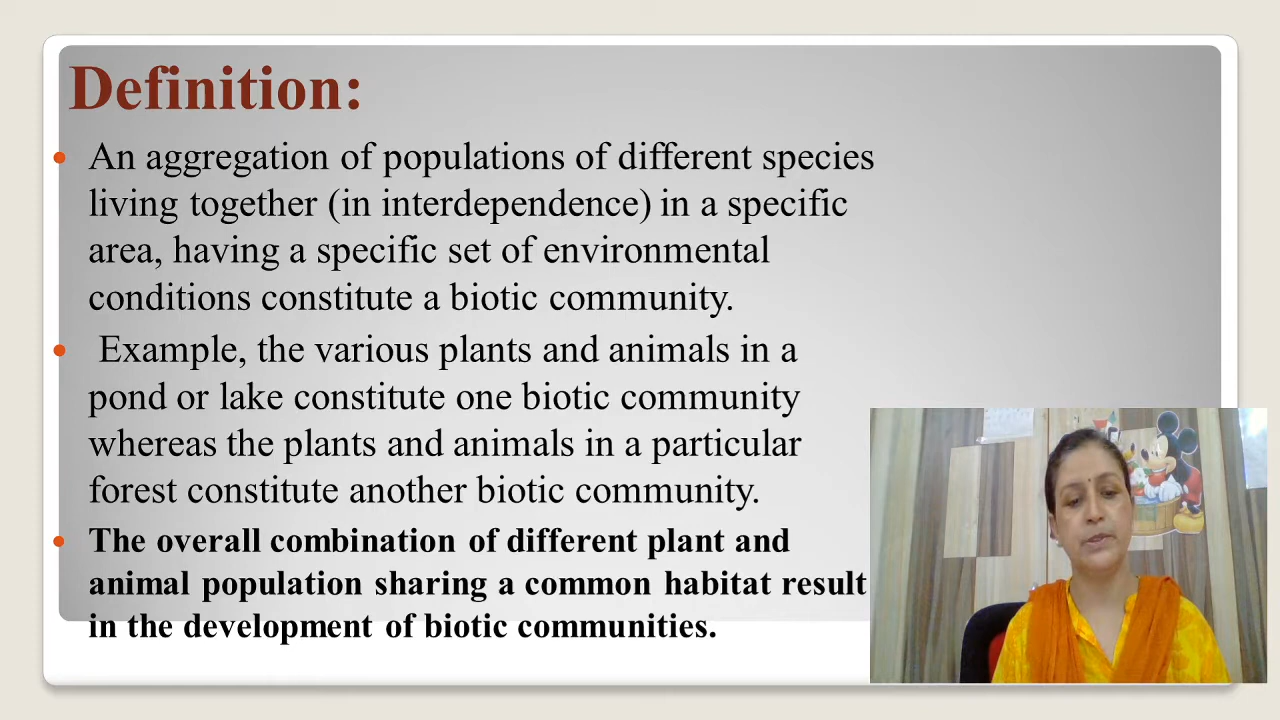 Definition:
An aggregation of populations of different species
living together (in interdependence) in a specific
area, having a specific set of environmental
conditions constitute a biotic community.
Example, the various plants and animals in a
pond or lake constitute one biotic community
whereas the plants and animals in a particular
forest constitute another biotic community.
The overall combination of different plant and
animal population sharing a common habitat result
in the development of biotic communities.